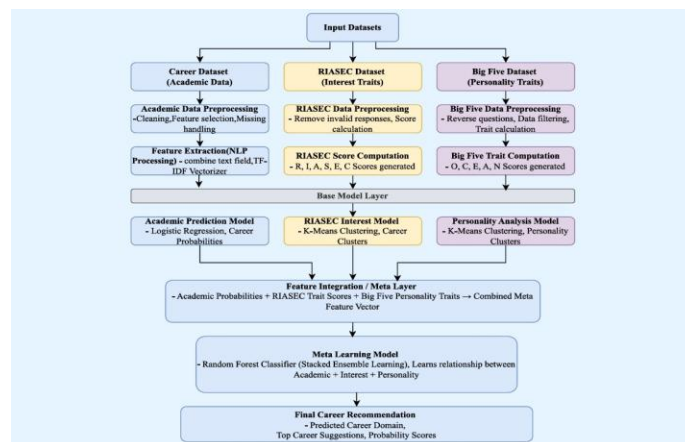 Input Datasets
Career Dataset
(Academic Data)
RIASEC Dataset
(Interest Traits)
Big Five Dataset
(Personality Traits)
Academic Data Preprocessing
-Cleaning,Feature selection,Missing
handling
RIASEC Data Preprocessing
- Remove invalid responses, Score
calculation
Big Five Data Preprocessing
- Reverse questions, Data filtering,
Trait calculation
Feature Extraction(NLP
Processing) - combine text field,TF-
IDF Vectorizer
RIASEC Score Computation
- R, I, A, S, E, C Scores generated
Big Five Trait Computation
- O, C, E, A, N Scores generated
Base Model Layer
Academic Prediction Model
- Logistic Regression, Career
Probabilities
RIASEC Interest Model
- K-Means Clustering, Career
Clusters
Personality Analysis Model
- K-Means Clustering, Personality
Clusters
Feature Integration / Meta Layer
- Academic Probabilities + RIASEC Trait Scores + Big Five Personality Traits → Combined Meta
Feature Vector
Meta Learning Model
- Random Forest Classifier (Stacked Ensemble Learning), Learns relationship between
Academic + Interest + Personality
Final Career Recommendation
- Predicted Career Domain,
Top Career Suggestions, Probability Scores